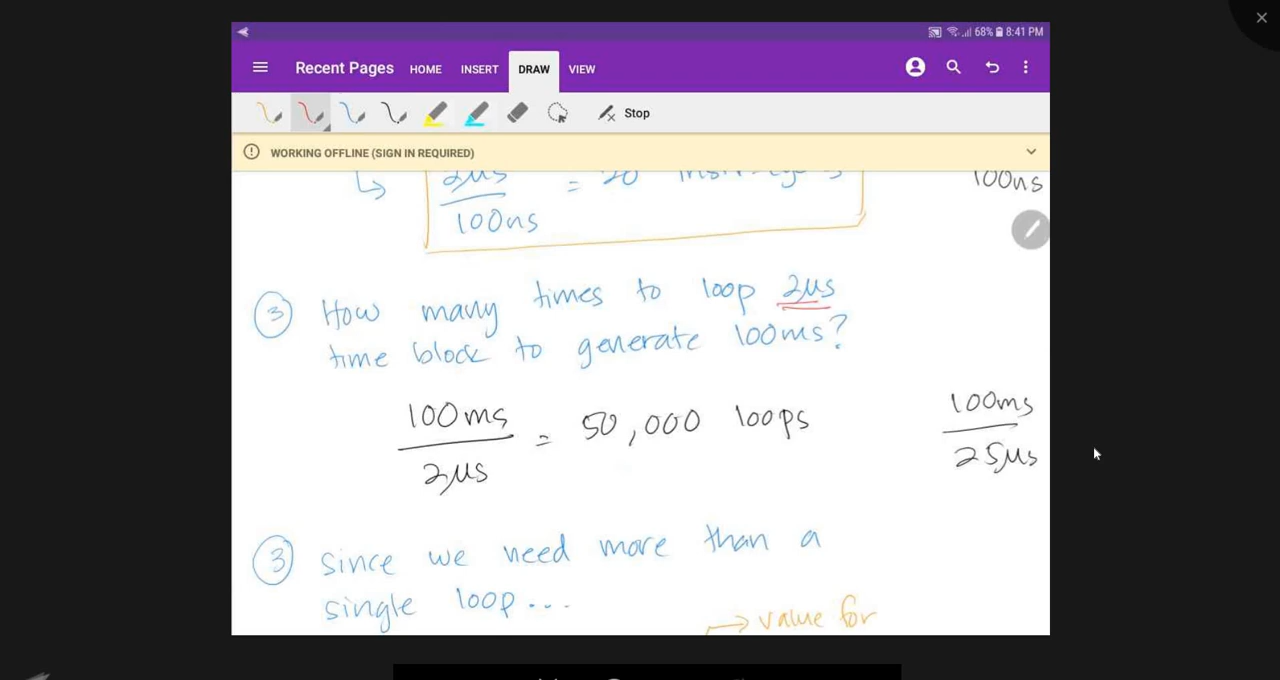 68% 8:41 PM
Recent Pages HOME INSERT DRAW VIEW
Stop
WORKING OFFLINE (SIGN IN REQUIRED)
2μs = 20
100ns
100ns
③ How many times to loop 2μs
time block to generate 100ms?
100ms = 50,000 loops
2μs
100ms
25μs
③ since we need more than a
single loop...
→ value for